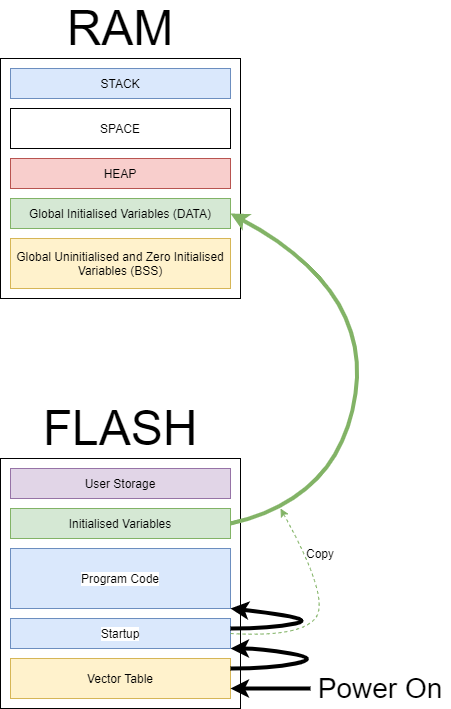 RAM
STACK
SPACE
HEAP
Global Initialised Variables (DATA)
Global Uninitialised and Zero Initialised
Variables (BSS)
FLASH
User Storage
Initialised Variables
Copy
Program Code
Startup
Vector Table
Power On